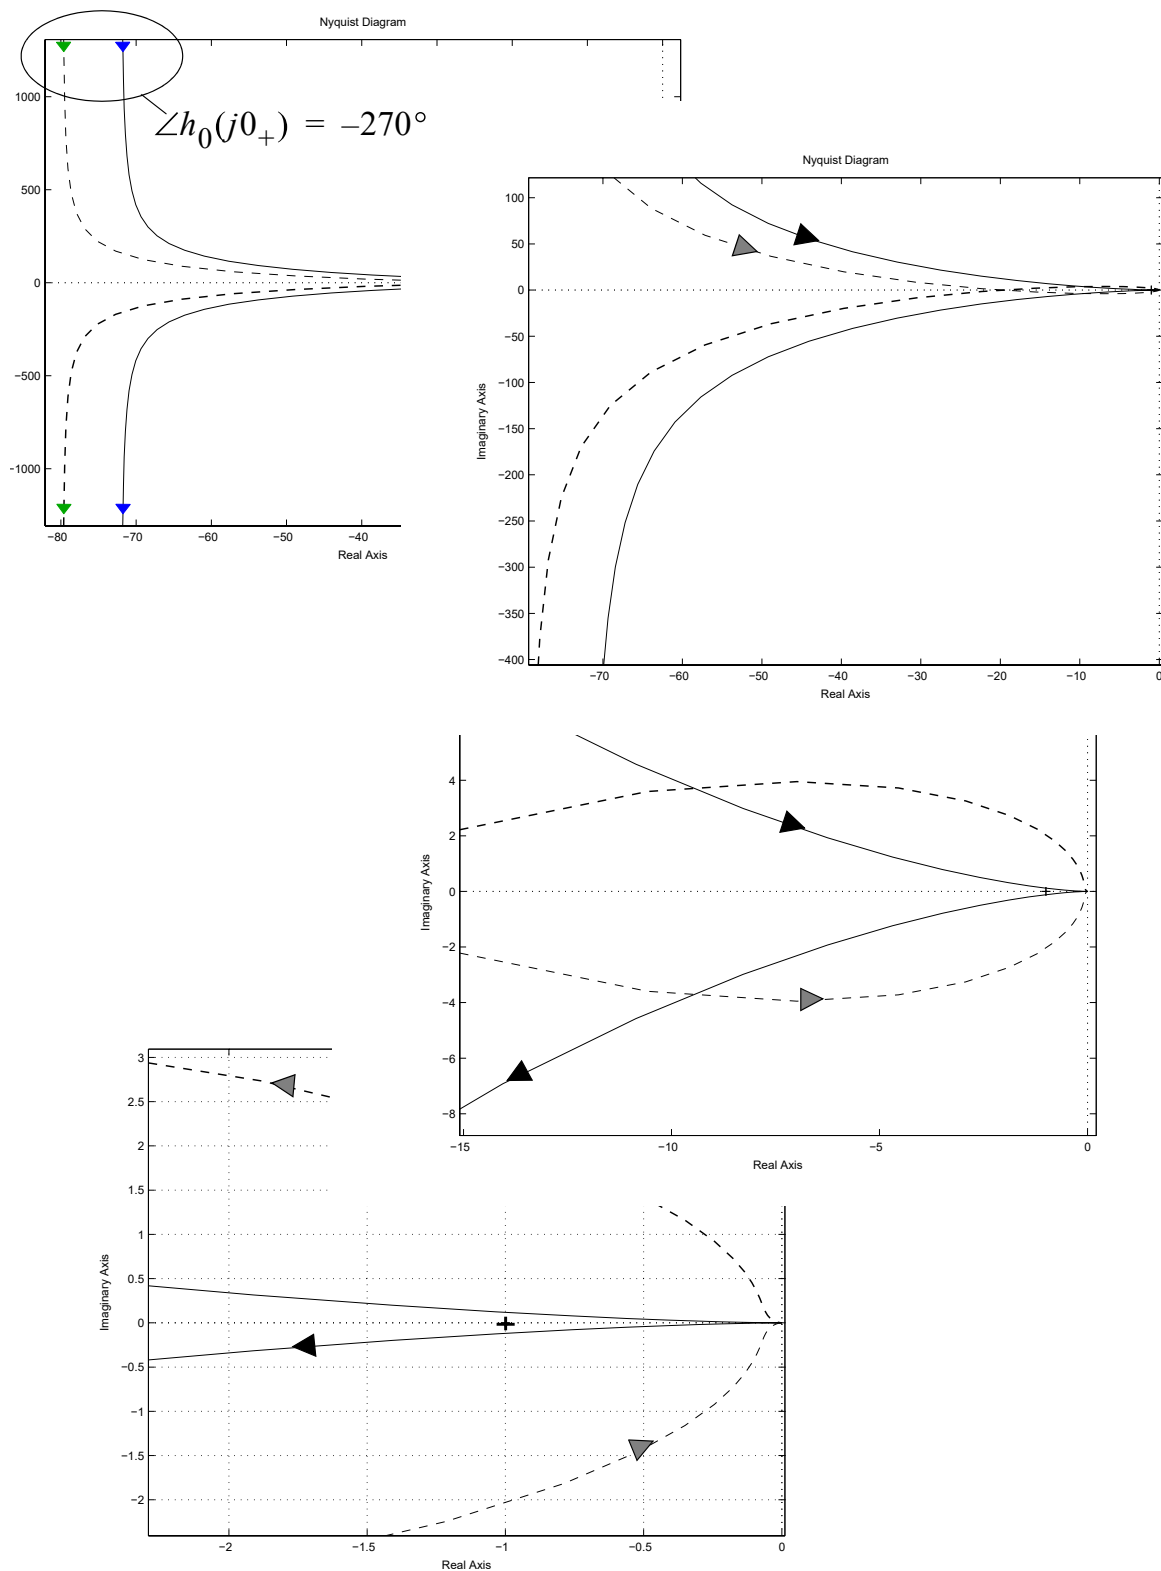 Nyquist Diagram
1000
500
0
−500
−1000
−80 −70 −60 −50 −40
Real Axis
∠h₀(j0₊) = −270°
Nyquist Diagram
Imaginary Axis
100
50
0
−50
−100
−150
−200
−250
−300
−350
−400
−70 −60 −50 −40 −30 −20 −10 0
Real Axis
Imaginary Axis
4
2
0
−2
−4
−6
−8
−15 −10 −5 0
Real Axis
Imaginary Axis
3
2.5
2
1.5
1
0.5
0
−0.5
−1
−1.5
−2
−2 −1.5 −1 −0.5 0
Real Axis